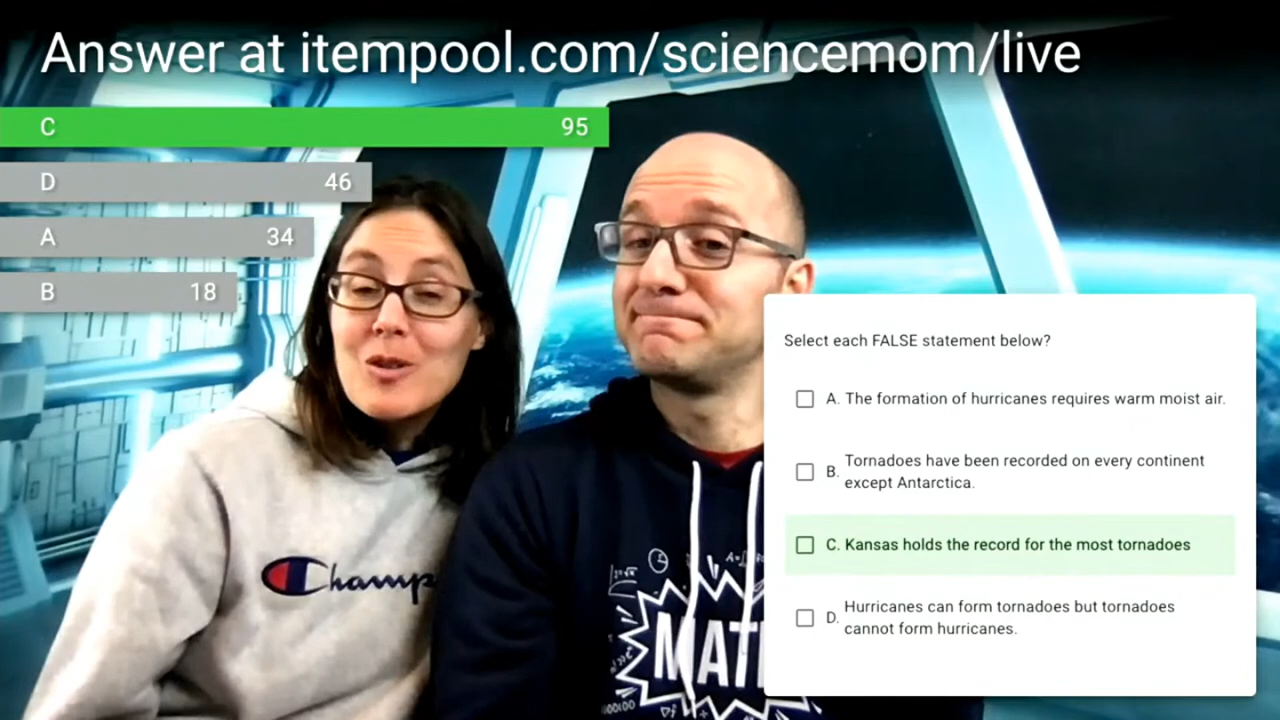 Answer at itempool.com/sciencemom/live
C 95
D 46
A 34
B 18
Select each FALSE statement below?
A. The formation of hurricanes requires warm moist air.
B. Tornadoes have been recorded on every continent
except Antarctica.
C. Kansas holds the record for the most tornadoes
D. Hurricanes can form tornadoes but tornadoes
cannot form hurricanes.
Champ
MATH